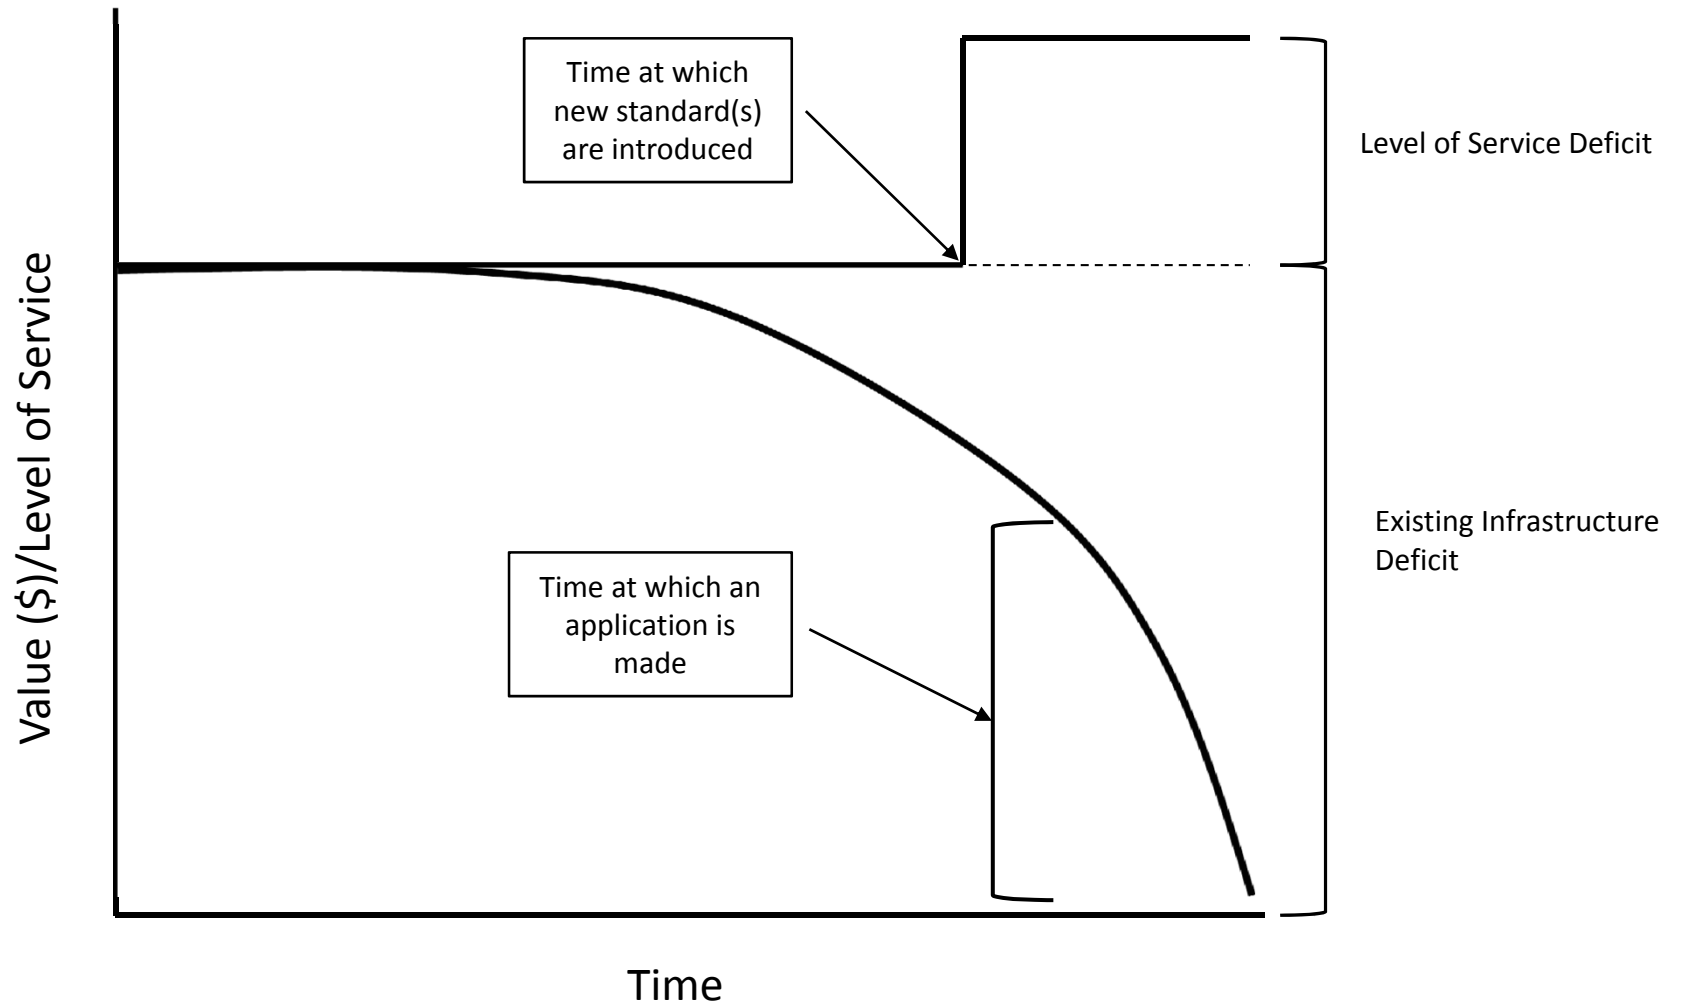 Time at which
new standard(s)
are introduced
Level of Service Deficit
Value ($)/Level of Service
Existing Infrastructure
Deficit
Time at which an
application is
made
Time